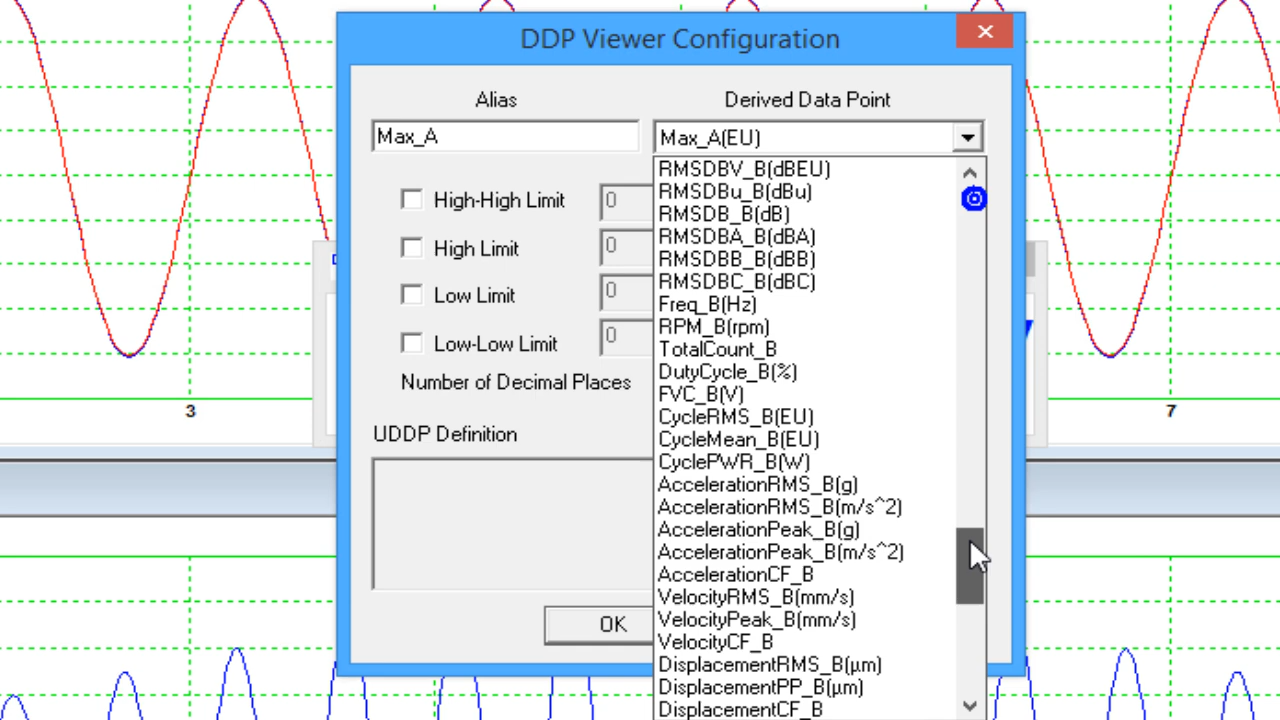 DDP Viewer Configuration
Alias
Derived Data Point
Max_A
Max_A(EU)
High-High Limit
0
High Limit
0
Low Limit
0
Low-Low Limit
0
Number of Decimal Places
UDDP Definition
OK
RMSDBV_B(dBEU)
RMSDBu_B(dBu)
RMSDB_B(dB)
RMSDBA_B(dBA)
RMSDBB_B(dBB)
RMSDBC_B(dBC)
Freq_B(Hz)
RPM_B(rpm)
TotalCount_B
DutyCycle_B(%)
FVC_B(V)
CycleRMS_B(EU)
CycleMean_B(EU)
CyclePWR_B(W)
AccelerationRMS_B(g)
AccelerationRMS_B(m/s^2)
AccelerationPeak_B(g)
AccelerationPeak_B(m/s^2)
AccelerationCF_B
VelocityRMS_B(mm/s)
VelocityPeak_B(mm/s)
VelocityCF_B
DisplacementRMS_B(μm)
DisplacementPP_B(μm)
DisplacementCF_B
3
7